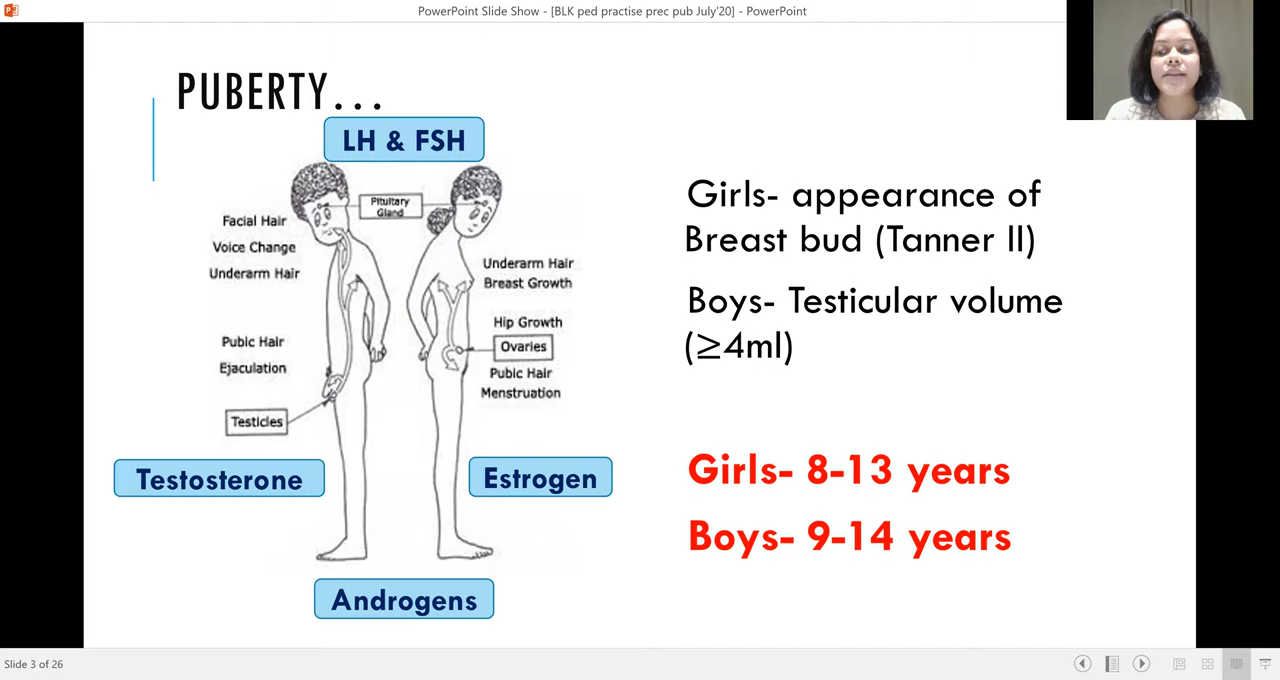 PowerPoint Slide Show - [BLK ped practise prec pub July'20] - PowerPoint
PUBERTY...
LH & FSH
Pituitary
Gland
Facial Hair
Voice Change
Underarm Hair
Pubic Hair
Ejaculation
Testicles
Underarm Hair
Breast Growth
Hip Growth
Ovaries
Pubic Hair
Menstruation
Testosterone
Estrogen
Androgens
Girls- appearance of
Breast bud (Tanner II)
Boys- Testicular volume
(≥4ml)
Girls- 8-13 years
Boys- 9-14 years
Slide 3 of 26